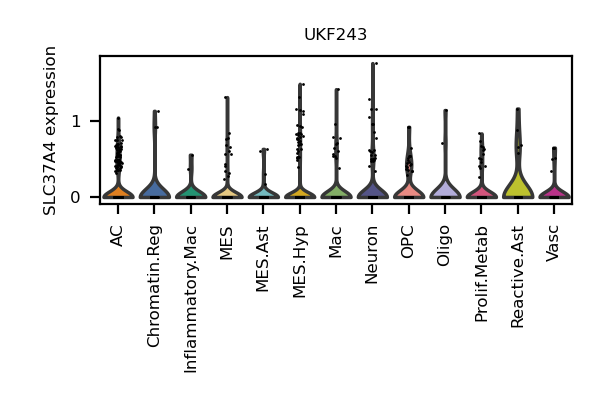 UKF243
SLC37A4 expression
1
0
AC
Chromatin.Reg
Inflammatory.Mac
MES
MES.Ast
MES.Hyp
Mac
Neuron
OPC
Oligo
Prolif.Metab
Reactive.Ast
Vasc